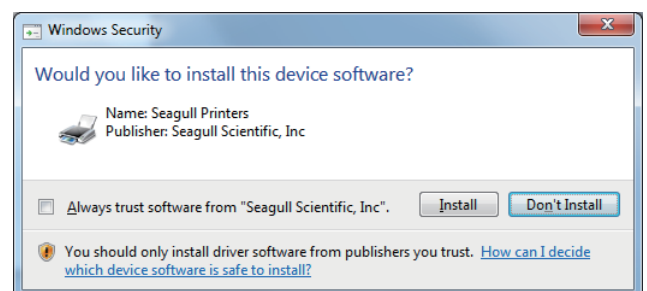 Windows Security
Would you like to install this device software?
Name: Seagull Printers
Publisher: Seagull Scientific, Inc
Always trust software from "Seagull Scientific, Inc".
Install
Don't Install
You should only install driver software from publishers you trust. How can I decide
which device software is safe to install?